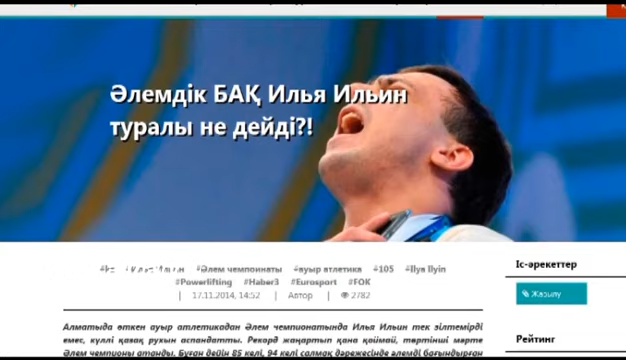 Әлемдік БАҚ Илья Ильин
туралы не дейді?!
#Әлем чемпионаты #ауыр атлетика #105 #Ilya Ilyin
#Powerlifting #Haber3 #Eurosport #FOK
17.11.2014, 14:52 | Автор | 2782
Іс-әрекеттер
Жазылу
Рейтинг
Алматыда өткен ауыр атлетикадан Әлем чемпионатында Илья Ильин тек зілтемірді
емес, күллі қазақ рухын аспандатты. Рекорд жаңартып қана қоймай, төртінші мәрте
Әлем чемпионы атанды. Бұған дейін 85 келі, 94 келі салмақ дәрежесінде әлемді бағындырған